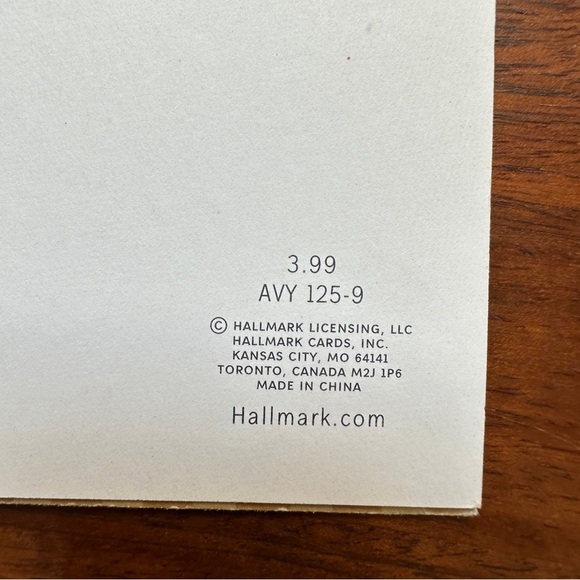 3.99
AVY 125-9
© HALLMARK LICENSING, LLC
HALLMARK CARDS, INC.
KANSAS CITY, MO 64141
TORONTO, CANADA M2J 1P6
MADE IN CHINA
Hallmark.com